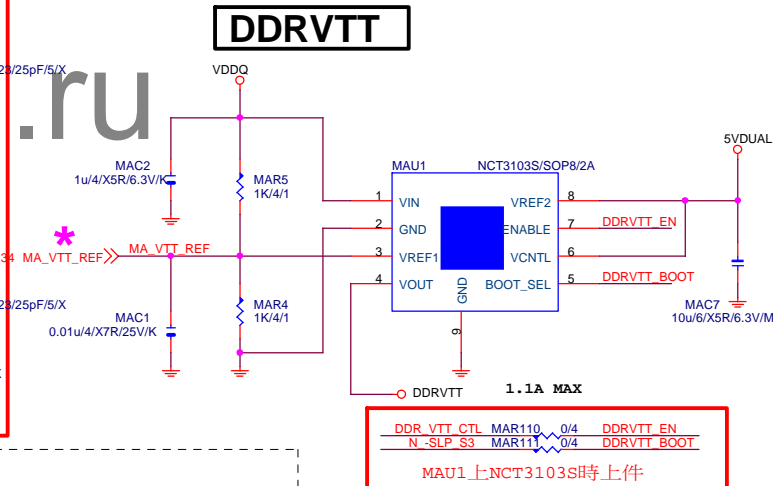 DDRVTT
VDDQ
.ru
23/25pF/5/X
5VDUAL
MAC2
1u/4/X5R/6.3V/K
MAR5
1K/4/1
MAU1
NCT3103S/SOP8/2A
1
VIN
VREF2
8
2
GND
ENABLE
7
DDRVTT_EN
3
VREF1
VCNTL
6
4
VOUT
BOOT_SEL
5
DDRVTT_BOOT
GND
9
*
34 MA_VTT_REF
MA_VTT_REF
23/25pF/5/X
MAC1
0.01u/4/X7R/25V/K
MAR4
1K/4/1
MAC7
10u/6/X5R/6.3V/M
DDRVTT
1.1A MAX
DDR_VTT_CTL MAR110 0/4 DDRVTT_EN
N_-SLP_S3 MAR111 0/4 DDRVTT_BOOT
MAU1上NCT3103S時上件